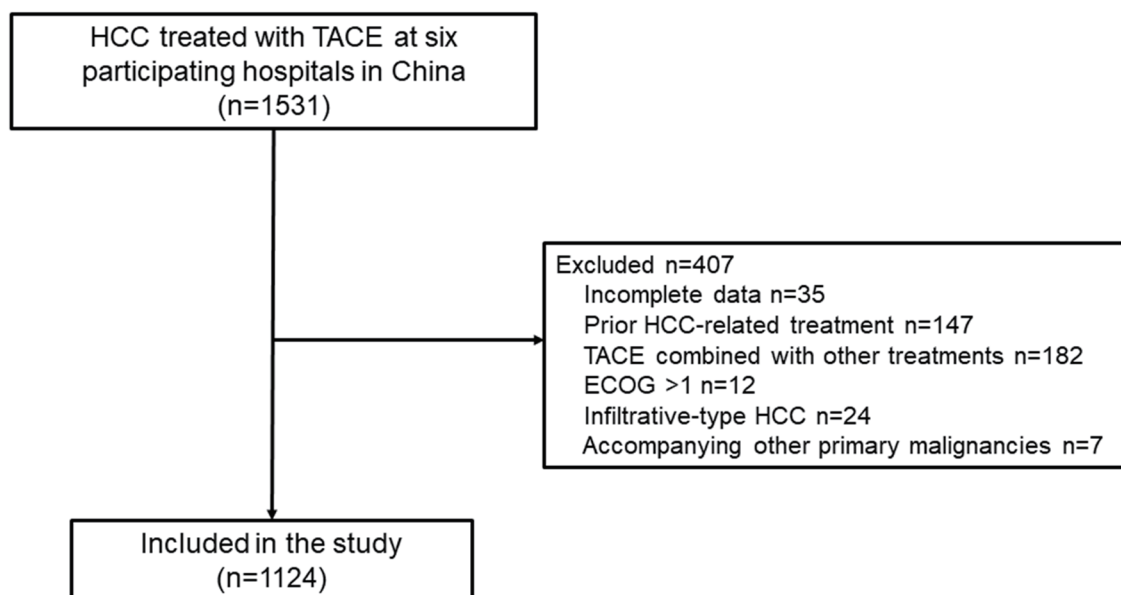 HCC treated with TACE at six
participating hospitals in China
(n=1531)
Excluded n=407
Incomplete data n=35
Prior HCC-related treatment n=147
TACE combined with other treatments n=182
ECOG >1 n=12
Infiltrative-type HCC n=24
Accompanying other primary malignancies n=7
Included in the study
(n=1124)